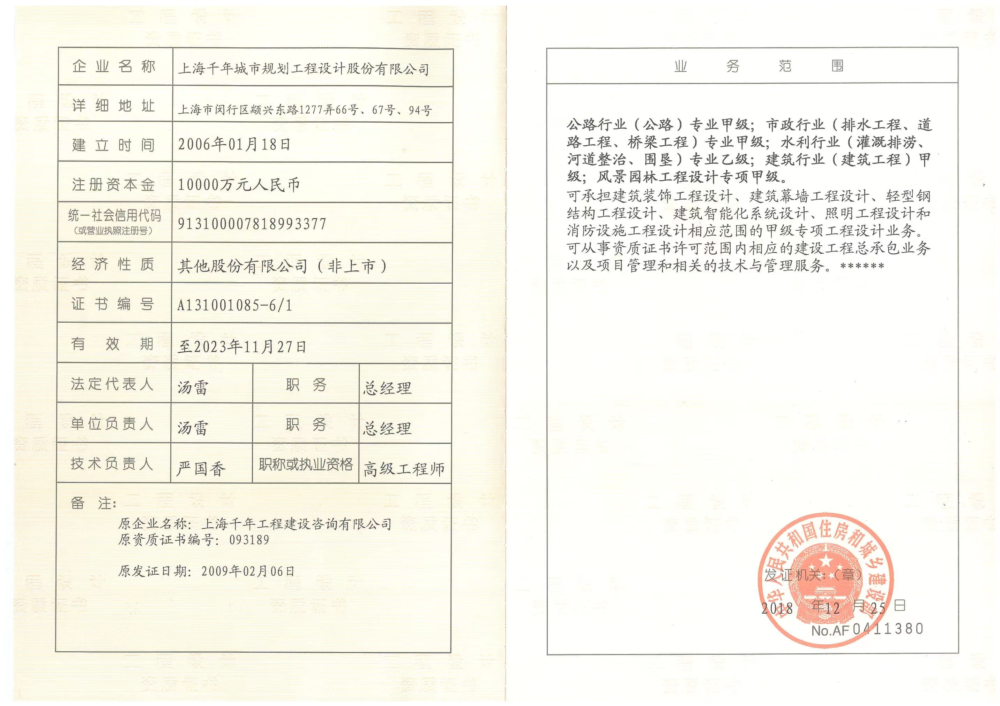 企业名称 上海千年城市规划工程设计股份有限公司
详细地址 上海市闵行区颛兴东路1277弄66号、67号、94号
建立时间 2006年01月18日
注册资本金 10000万元人民币
统一社会信用代码
(或营业执照注册号) 913100007818993377
经济性质 其他股份有限公司(非上市)
证书编号 A131001085-6/1
有效期 至2023年11月27日
法定代表人 汤雷 职务 总经理
单位负责人 汤雷 职务 总经理
技术负责人 严国香 职称或执业资格 高级工程师
备注:
原企业名称:上海千年工程建设咨询有限公司
原资质证书编号:093189
原发证日期:2009年02月06日
业务范围
公路行业(公路)专业甲级;市政行业(排水工程、道
路工程、桥梁工程)专业甲级;水利行业(灌溉排涝、
河道整治、围垦)专业乙级;建筑行业(建筑工程)甲
级;风景园林工程设计专项甲级。
可承担建筑装饰工程设计、建筑幕墙工程设计、轻型钢
结构工程设计、建筑智能化系统设计、照明工程设计和
消防设施工程设计相应范围的甲级专项工程设计业务。
可从事资质证书许可范围内相应的建设工程总承包业务
以及项目管理和相关的技术与管理服务。******
中华人民共和国住房和城乡建设部
发证机关:(章)
2018年12月25日
No.AF0411380
工程设计
资质证书